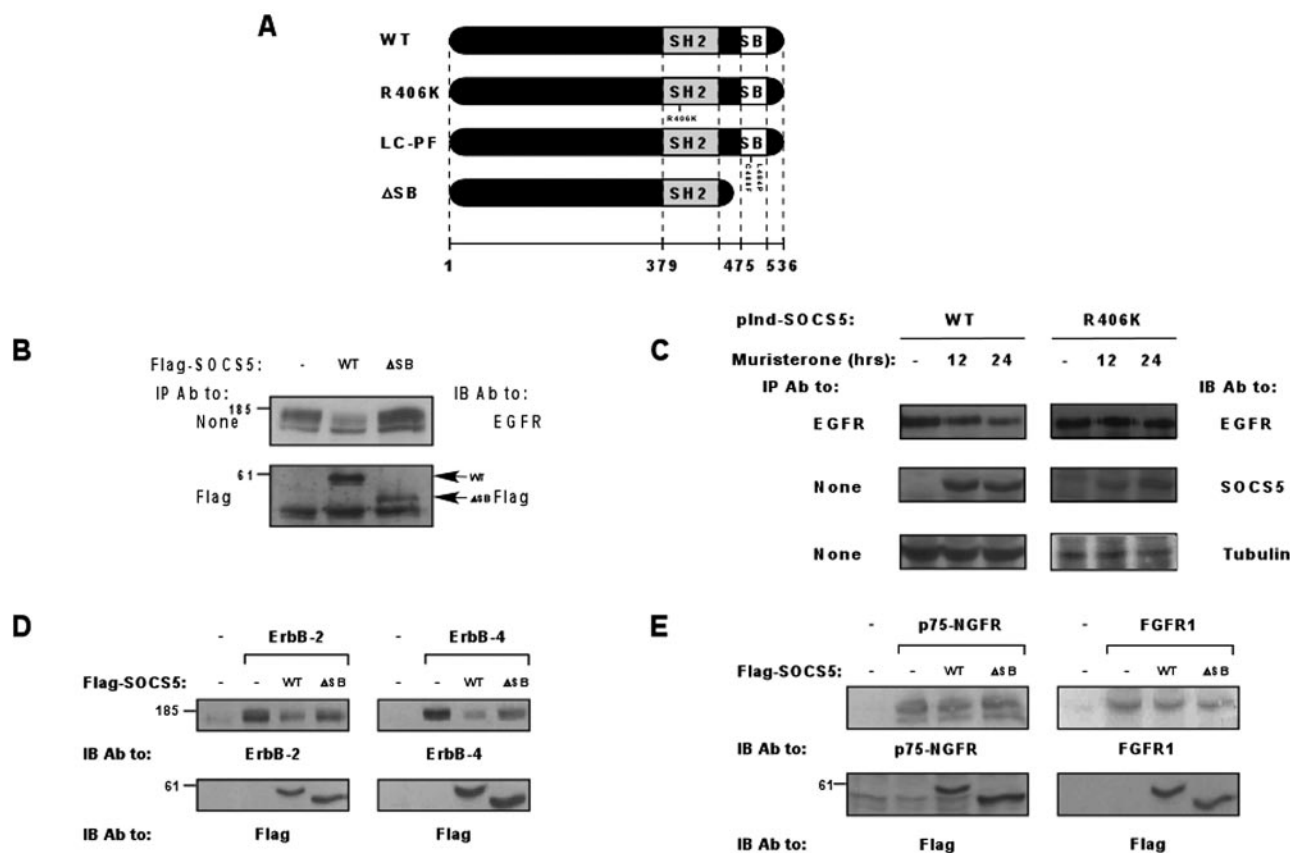 A
WT SH2 SB
R406K SH2 SB
R406K
LC-PF SH2 SB
ΔSB SH2
1 379 475 536
B
Flag-SOCS5: - WT ΔSB
IP Ab to: IB Ab to:
185
None EGFR
61
WT
Flag ΔSB Flag
C
pInd-SOCS5: WT R406K
Muristerone (hrs): - 12 24 - 12 24
IP Ab to: IB Ab to:
EGFR EGFR
None SOCS5
None Tubulin
D
- ErbB-2 - ErbB-4
Flag-SOCS5: - WT ΔSB - WT ΔSB
185
IB Ab to: ErbB-2 ErbB-4
61
IB Ab to: Flag Flag
E
- p75-NGFR - FGFR1
Flag-SOCS5: - WT ΔSB - WT ΔSB
IB Ab to: p75-NGFR FGFR1
61
IB Ab to: Flag Flag